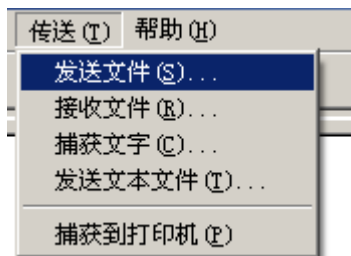 传送(T) 帮助(H)
发送文件(S)...
接收文件(R)...
捕获文字(C)...
发送文本文件(T)...
捕获到打印机(P)